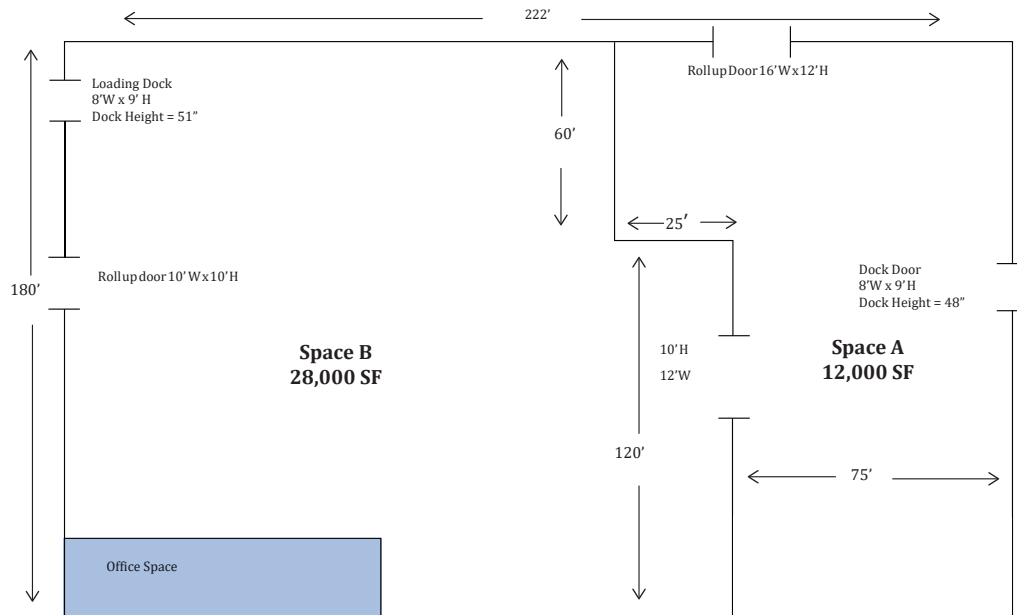 222'
Loading Dock
8'W x 9' H
Dock Height = 51"
Rollup Door 16'W x 12'H
60'
25'
180'
Rollup door 10' W x 10'H
Dock Door
8'W x 9'H
Dock Height = 48"
Space B
28,000 SF
10'H
12'W
Space A
12,000 SF
120'
75'
Office Space